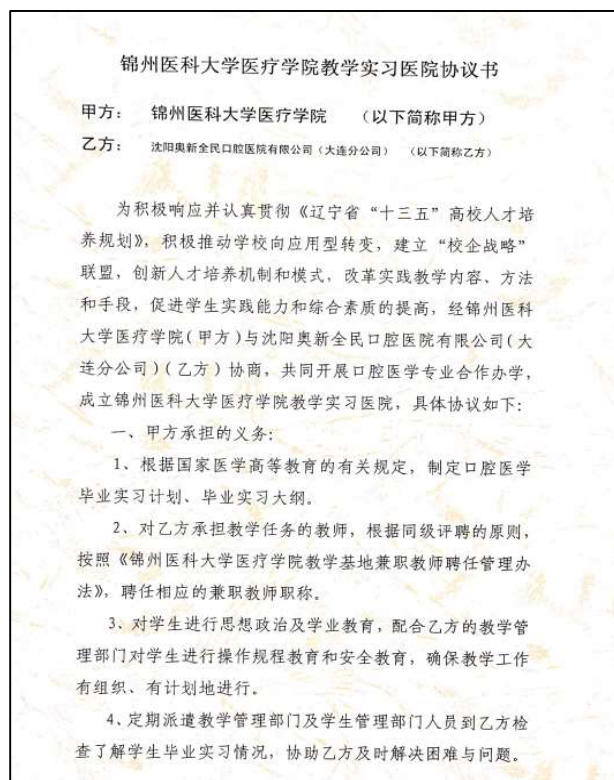 锦州医科大学医疗学院教学实习医院协议书
甲方： 锦州医科大学医疗学院 （以下简称甲方）
乙方： 沈阳奥新全民口腔医院有限公司（大连分公司） （以下简称乙方）
为积极响应并认真贯彻《辽宁省“十三五”高校人才培
养规划》，积极推动学校向应用型转变，建立“校企战略”
联盟，创新人才培养机制和模式，改革实践教学内容、方法
和手段，促进学生实践能力和综合素质的提高，经锦州医科
大学医疗学院(甲方)与沈阳奥新全民口腔医院有限公司(大
连分公司)(乙方)协商，共同开展口腔医学专业合作办学，
成立锦州医科大学医疗学院教学实习医院，具体协议如下：
一、甲方承担的义务：
1、根据国家医学高等教育的有关规定，制定口腔医学
毕业实习计划、毕业实习大纲。
2、对乙方承担教学任务的教师，根据同级评聘的原则，
按照《锦州医科大学医疗学院教学基地兼职教师聘任管理办
法》，聘任相应的兼职教师职称。
3、对学生进行思想政治及学业教育，配合乙方的教学管
理部门对学生进行操作规程教育和安全教育，确保教学工作
有组织、有计划地进行。
4、定期派遣教学管理部门及学生管理部门人员到乙方检
查了解学生毕业实习情况，协助乙方及时解决困难与问题。